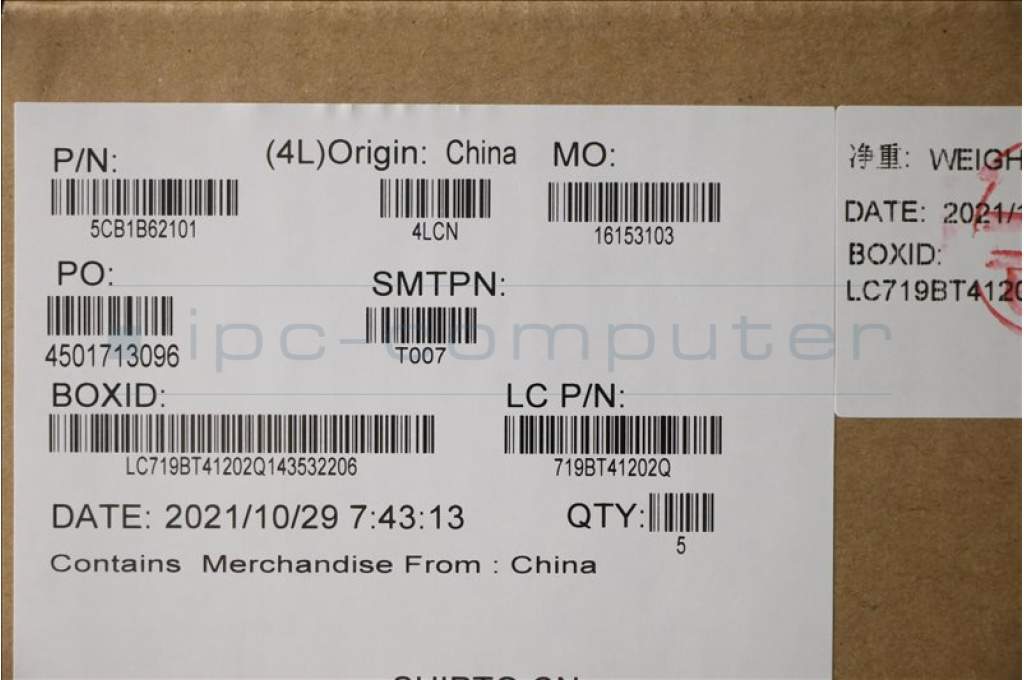 P/N:
(4L)Origin: China
MO:
5CB1B62101
4LCN
16153103
PO:
SMTPN:
4501713096
T007
BOXID:
LC P/N:
LC719BT41202Q143532206
719BT41202Q
DATE: 2021/10/29 7:43:13
QTY:
5
Contains Merchandise From : China
净重: WEIGH
DATE: 2021/1
BOXID:
LC719BT4120
ipc-computer